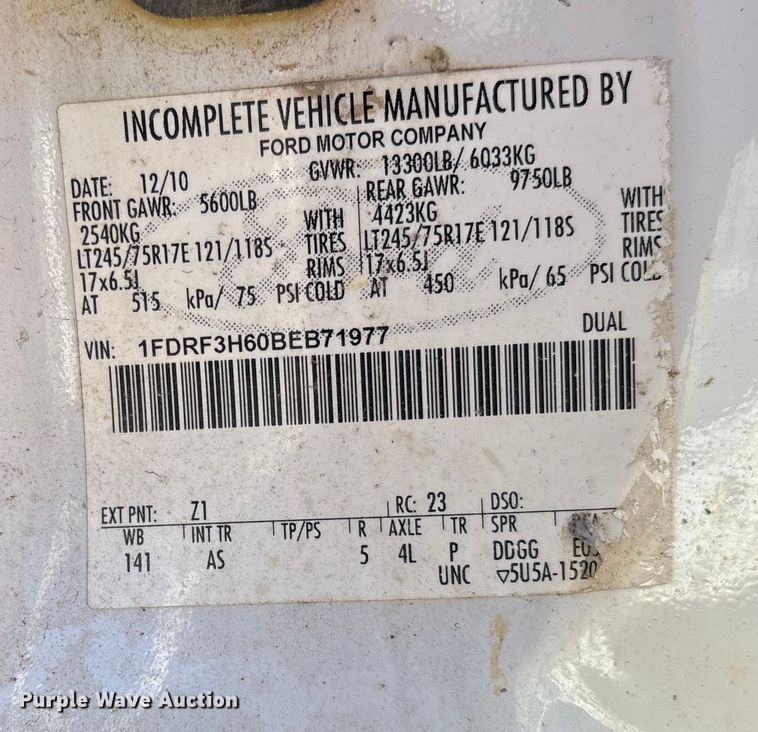 INCOMPLETE VEHICLE MANUFACTURED BY
FORD MOTOR COMPANY
DATE: 12/10 GVWR: 13300LB/ 6033KG
FRONT GAWR: 5600LB REAR GAWR: 9750LB
2540KG WITH 4423KG WITH
LT245/75R17E 121/118S TIRES LT245/75R17E 121/118S TIRES
17x6.5J RIMS 17x6.5J RIMS
AT 515 kPa/ 75 PSI COLD AT 450 kPa/ 65 PSI COLD
VIN: 1FDRF3H60BEB71977 DUAL
EXT PNT: Z1 RC: 23 DSO:
WB INT TR TP/PS R AXLE TR SPR
141 AS 5 4L P DDGG
UNC ▽5U5A-1520
Purple Wave Auction